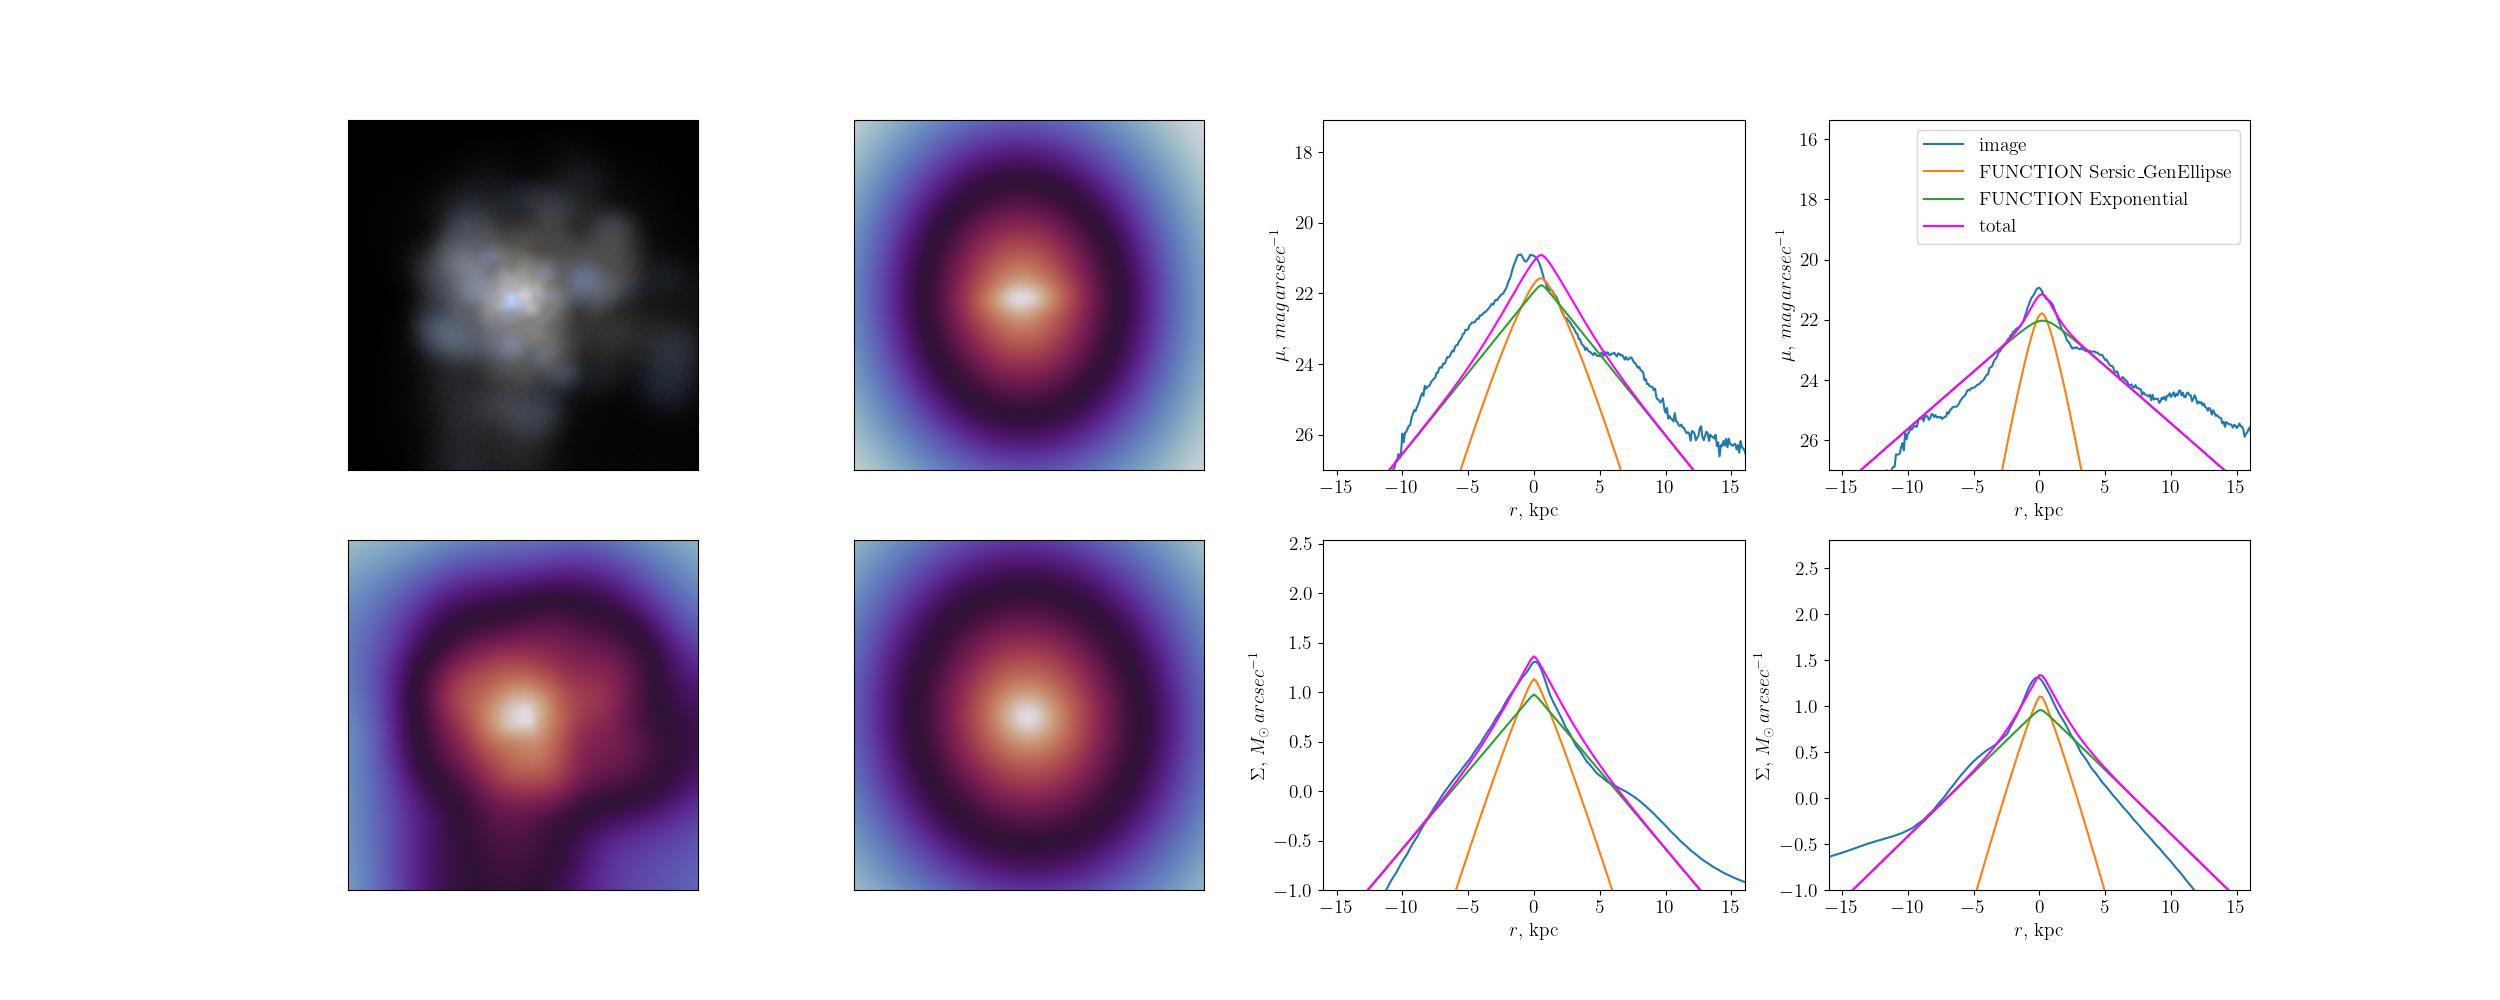 18
20
22
24
26
μ, mag arcsec⁻¹
−15 −10 −5 0 5 10 15
r, kpc
16
18
20
22
24
26
μ, mag arcsec⁻¹
image
FUNCTION Sersic_GenEllipse
FUNCTION Exponential
total
−15 −10 −5 0 5 10 15
r, kpc
2.5
2.0
1.5
1.0
0.5
0.0
−0.5
−1.0
Σ, M⊙ arcsec⁻¹
−15 −10 −5 0 5 10 15
r, kpc
2.5
2.0
1.5
1.0
0.5
0.0
−0.5
−1.0
Σ, M⊙ arcsec⁻¹
−15 −10 −5 0 5 10 15
r, kpc